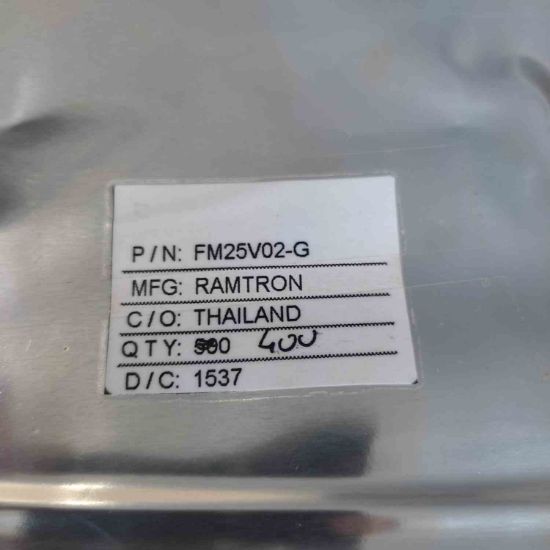 P/N: FM25V02-G
MFG: RAMTRON
C/O: THAILAND
QTY: 500 400
D/C: 1537